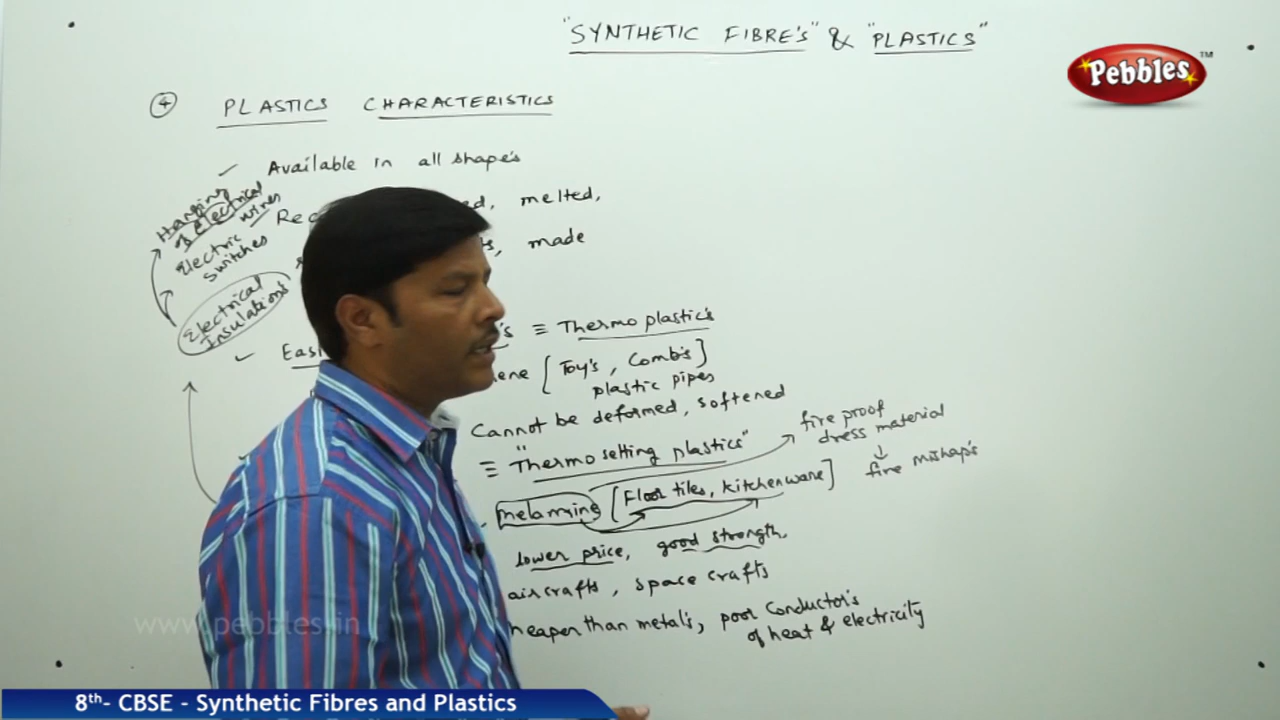 "SYNTHETIC FIBRE'S" & "PLASTICS"
Pebbles™
④ PLASTICS CHARACTERISTICS
Available in all shape's
Hanging
of electrical
wires
melted,
made
Electric
switches
Electrical
Insulations
≡ Thermo plastic's
[Toy's, Comb's]
plastic pipes
Cannot be deformed, softened
≡ "Thermo setting plastics"
fire proof
dress material
fire mishap's
melamine [Floor tiles, kitchenware]
lower price, good strength,
aircrafts, space crafts
heaper than metal's, poor Conductor's
of heat & electricity
www.pebbles.in
8th- CBSE - Synthetic Fibres and Plastics